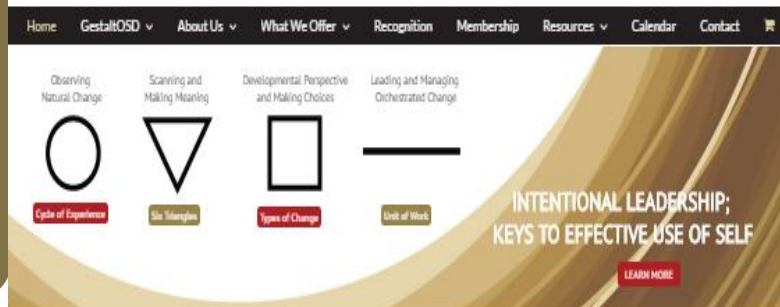 Home GestaltOSD About Us What We Offer Recognition Membership Resources Calendar Contact
Observing
Natural Change
Scanning and
Making Meaning
Developmental Perspective
and Making Choices
Leading and Managing
Orchestrated Change
Cycle of Experience
Six Triangles
Types of Change
Unit of Work
INTENTIONAL LEADERSHIP;
KEYS TO EFFECTIVE USE OF SELF
LEARN MORE